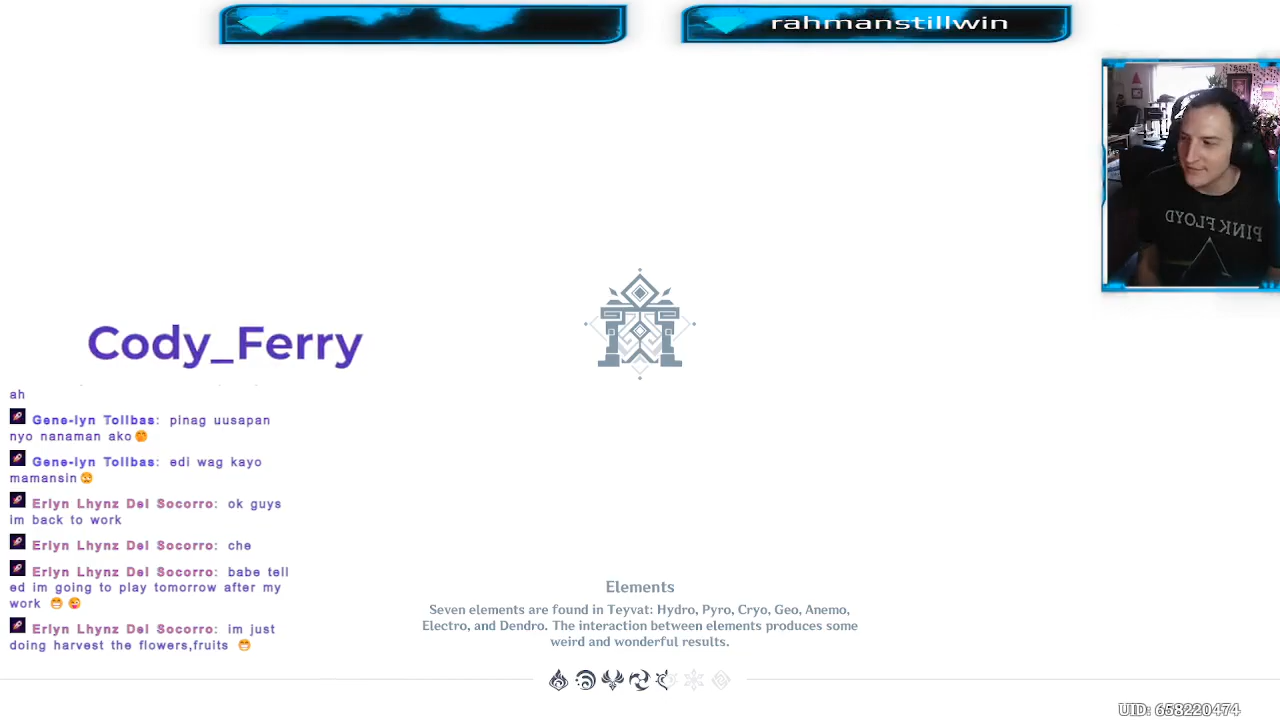 rahmanstillwin
PINK FLOYD
Cody_Ferry
ah
Gene-lyn Tollbas: pinag uusapan
nyo nanaman ako🤭
Gene-lyn Tollbas: edi wag kayo
mamansin
Erlyn Lhynz Del Socorro: ok guys
im back to work
Erlyn Lhynz Del Socorro: che
Erlyn Lhynz Del Socorro: babe tell
ed im going to play tomorrow after my
work 😁 😜
Erlyn Lhynz Del Socorro: im just
doing harvest the flowers,fruits 😁
Elements
Seven elements are found in Teyvat: Hydro, Pyro, Cryo, Geo, Anemo,
Electro, and Dendro. The interaction between elements produces some
weird and wonderful results.
UID: 658220474